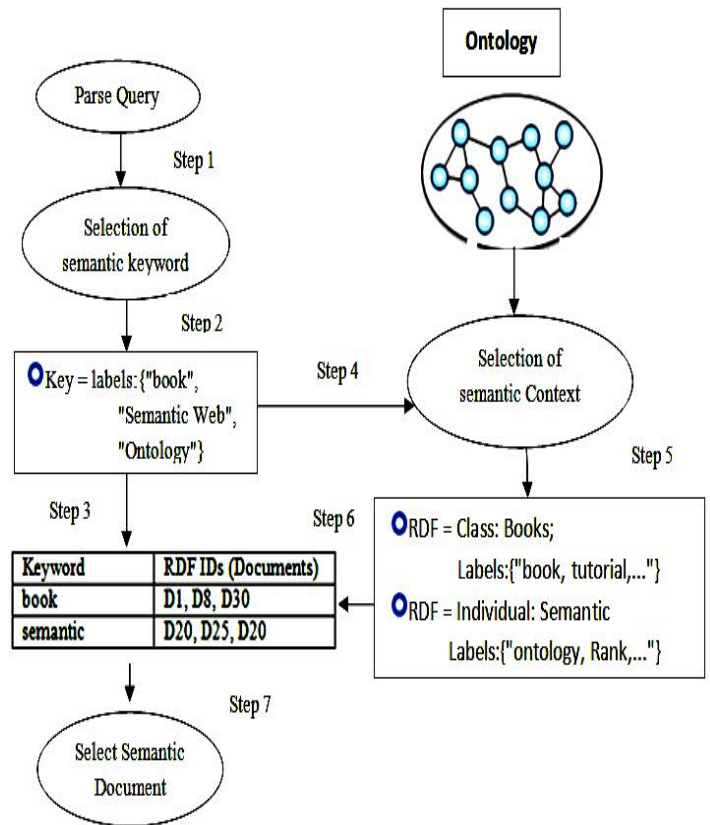 Ontology
Parse Query
Step 1
Selection of
semantic keyword
Step 2
Key = labels:{"book",
"Semantic Web",
"Ontology"}
Step 4
Selection of
semantic Context
Step 5
Step 3
Step 6
RDF = Class: Books;
Labels:{"book, tutorial,..."}
RDF = Individual: Semantic
Labels:{"ontology, Rank,..."}
Keyword RDF IDs (Documents)
book D1, D8, D30
semantic D20, D25, D20
Step 7
Select Semantic
Document